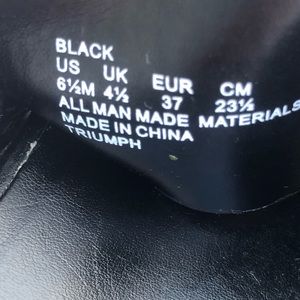 BLACK
US UK EUR CM
6½M 4½ 37 23½
ALL MAN MADE MATERIALS
MADE IN CHINA
TRIUMPH